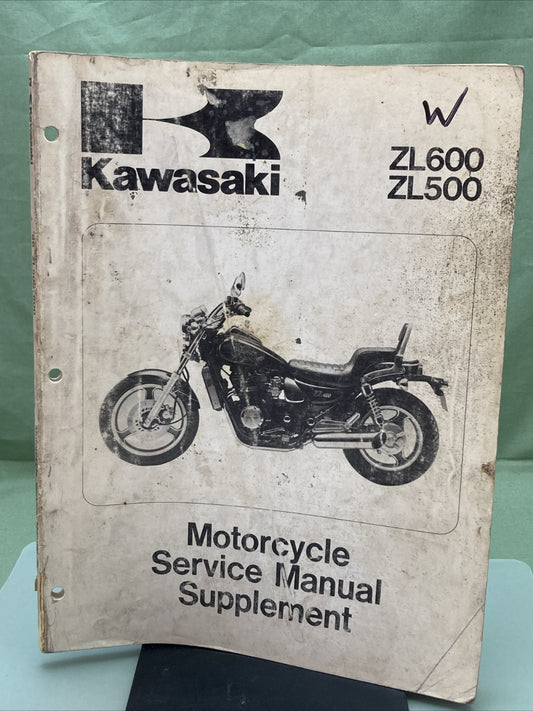 W
ZL600
ZL500
Kawasaki
Motorcycle
Service Manual
Supplement